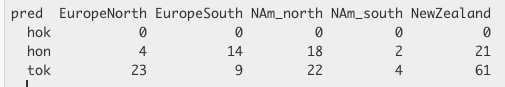 pred EuropeNorth EuropeSouth NAm_north NAm_south NewZealand
hok 0 0 0 0 0
hon 4 14 18 2 21
tok 23 9 22 4 61